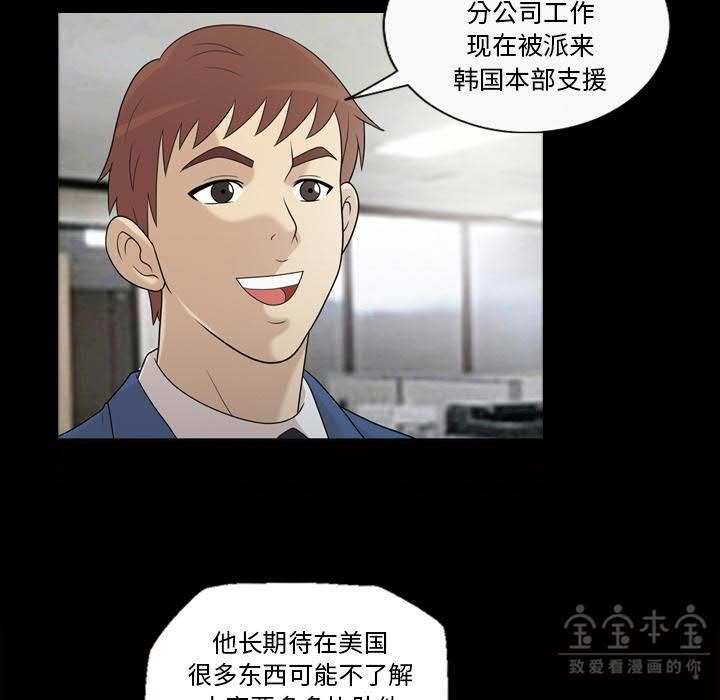 分公司工作
现在被派来
韩国本部支援
他长期待在美国
很多东西可能不了解
宝宝本宝
致爱看漫画的你